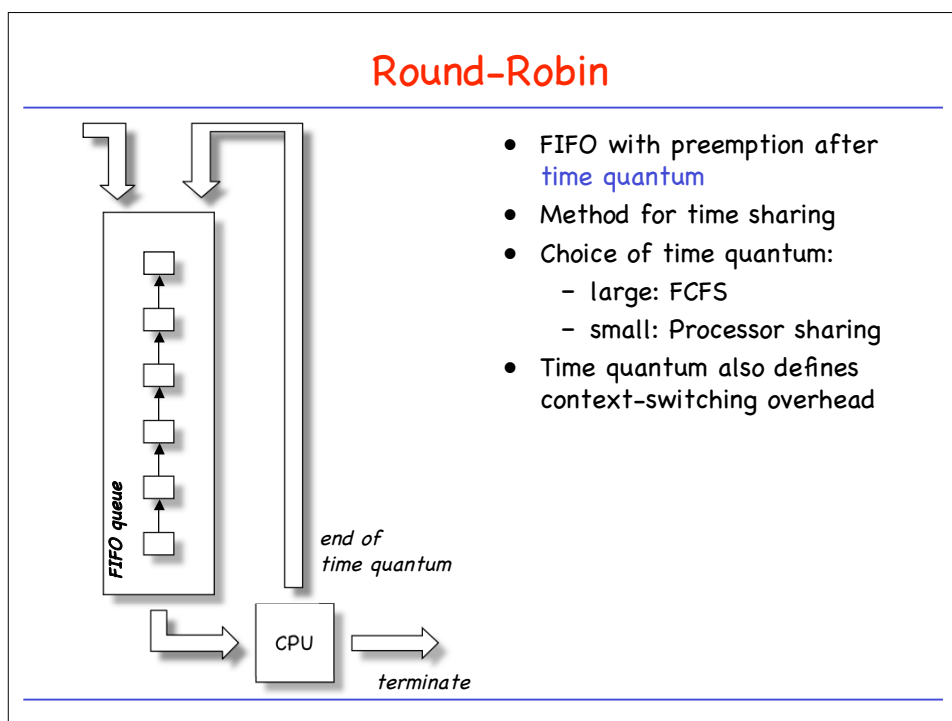 Round-Robin
• FIFO with preemption after
time quantum
• Method for time sharing
• Choice of time quantum:
– large: FCFS
– small: Processor sharing
• Time quantum also defines
context-switching overhead
FIFO queue
end of
time quantum
CPU
terminate